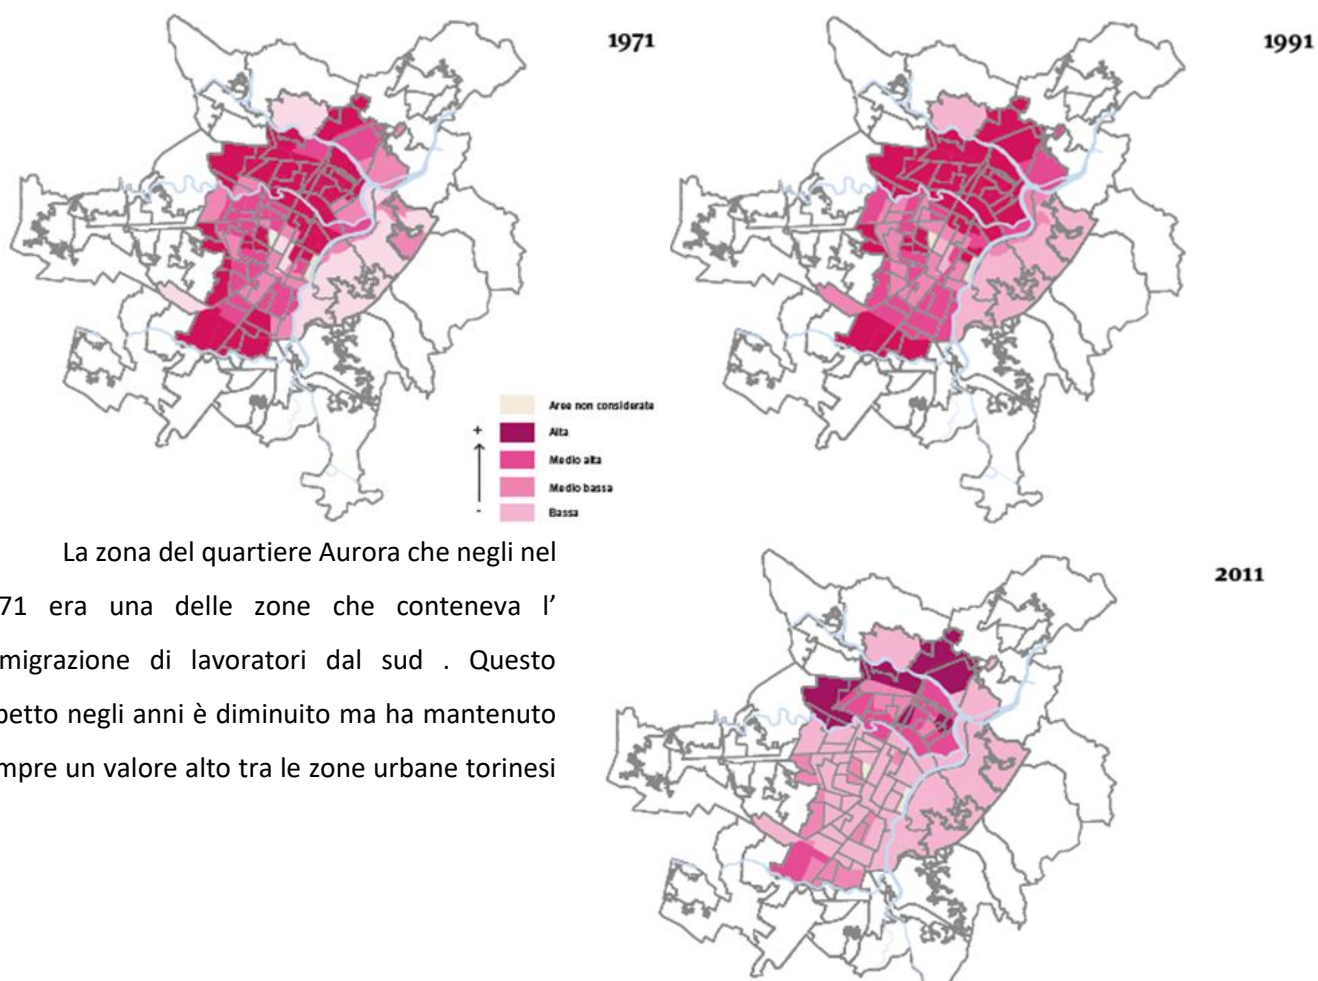 1971
1991
Aree non considerate
+
Alta
Medio alta
Medio bassa
-
Bassa
La zona del quartiere Aurora che negli nel
71 era una delle zone che conteneva l’
migrazione di lavoratori dal sud . Questo
petto negli anni è diminuito ma ha mantenuto
mpre un valore alto tra le zone urbane torinesi
2011